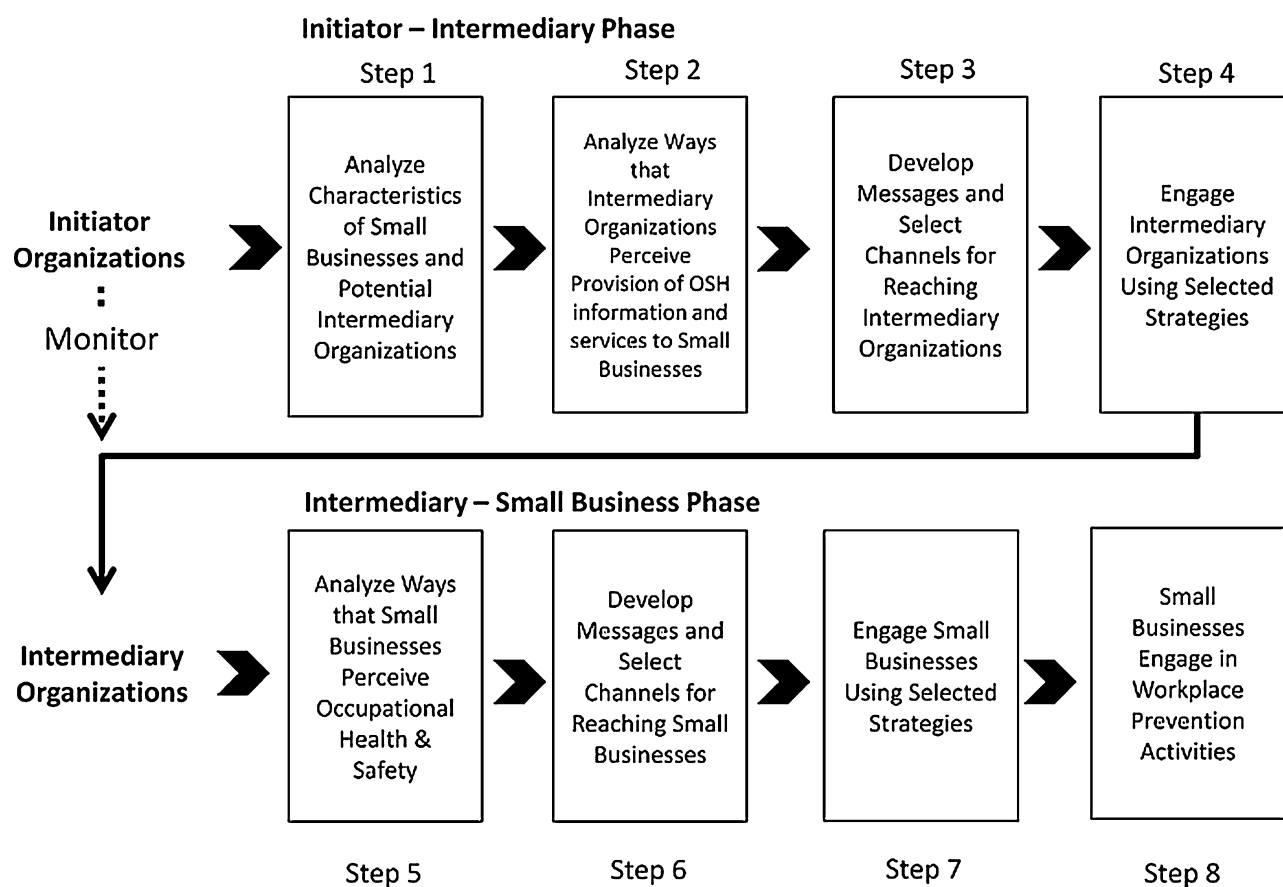 Initiator – Intermediary Phase
Step 1
Step 2
Step 3
Step 4
Initiator
Organizations
Monitor
Analyze
Characteristics
of Small
Businesses and
Potential
Intermediary
Organizations
Analyze Ways
that
Intermediary
Organizations
Perceive
Provision of OSH
information and
services to Small
Businesses
Develop
Messages and
Select
Channels for
Reaching
Intermediary
Organizations
Engage
Intermediary
Organizations
Using Selected
Strategies
Intermediary – Small Business Phase
Intermediary
Organizations
Analyze Ways
that Small
Businesses
Perceive
Occupational
Health &
Safety
Develop
Messages and
Select
Channels for
Reaching Small
Businesses
Engage Small
Businesses
Using Selected
Strategies
Small
Businesses
Engage in
Workplace
Prevention
Activities
Step 5
Step 6
Step 7
Step 8